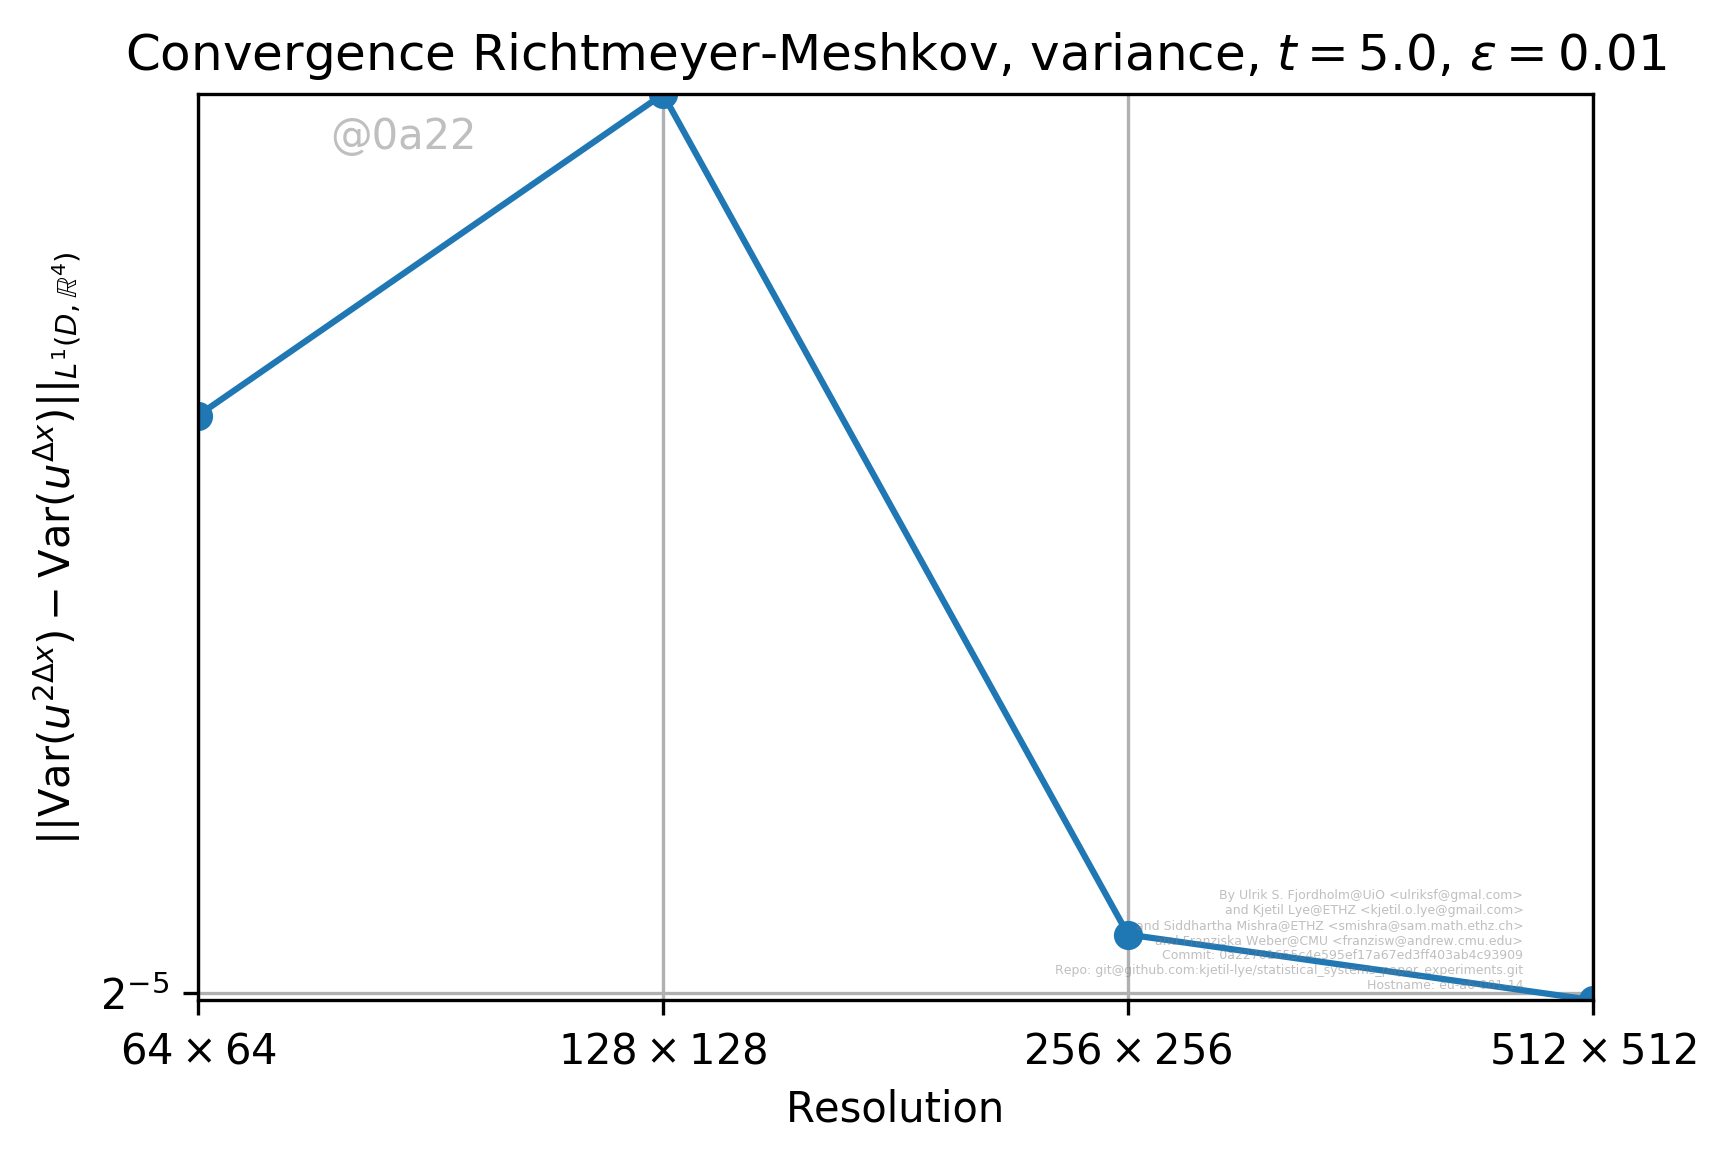 Convergence Richtmeyer-Meshkov, variance, t = 5.0, ε = 0.01
@0a22
||Var(u^{2Δx}) − Var(u^{Δx})||_{L^1(D, ℝ^4)}
By Ulrik S. Fjordholm@UiO <ulriksf@gmal.com>
and Kjetil Lye@ETHZ <kjetil.o.lye@gmail.com>
and Siddhartha Mishra@ETHZ <smishra@sam.math.ethz.ch>
and Franziska Weber@CMU <franzisw@andrew.cmu.edu>
Commit:
Repo: git@github.com:kjetil-lye/statistical_systems_paper_experiments.git
Hostname:
2^{−5}
64 × 64
128 × 128
256 × 256
512 × 512
Resolution